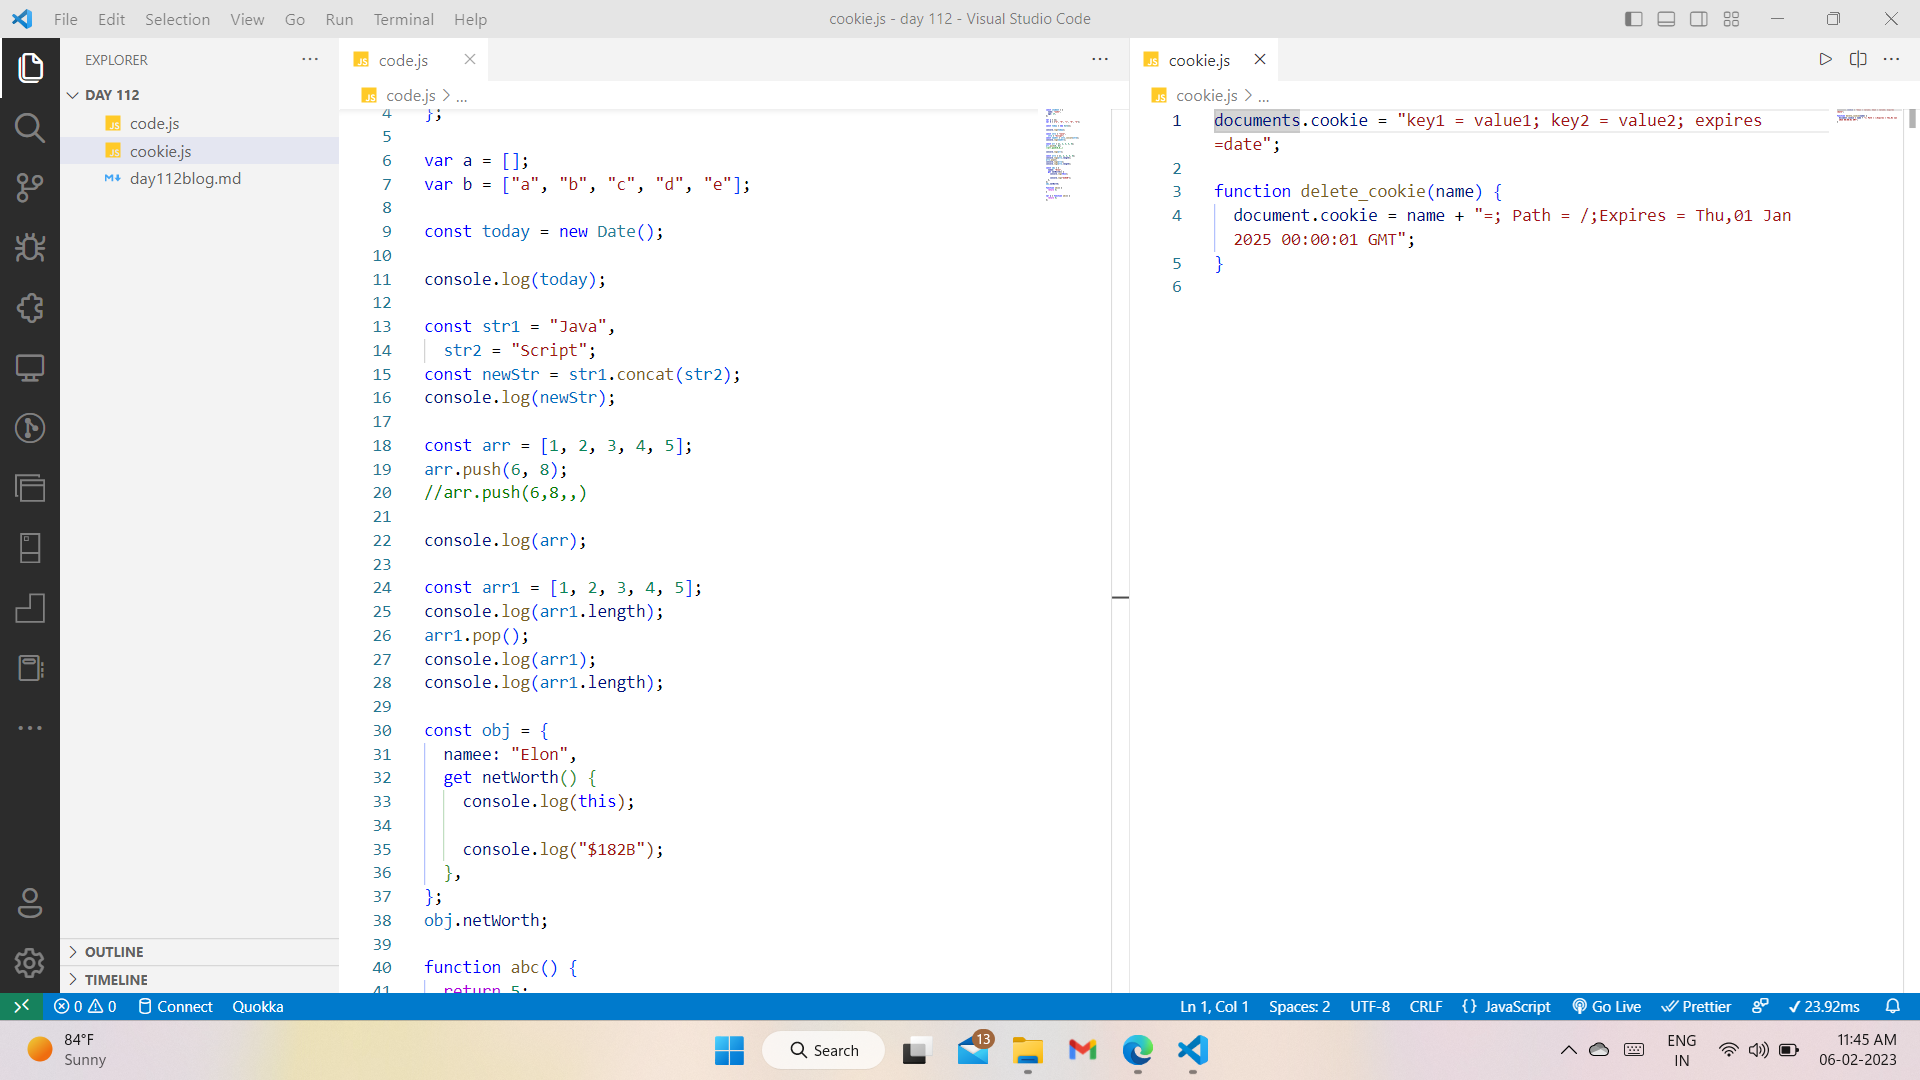 File Edit Selection View Go Run Terminal Help
cookie.js - day 112 - Visual Studio Code
EXPLORER
DAY 112
code.js
cookie.js
day112blog.md
OUTLINE
TIMELINE
code.js
code.js > ...
4 };
5
6 var a = [];
7 var b = ["a", "b", "c", "d", "e"];
8
9 const today = new Date();
10
11 console.log(today);
12
13 const str1 = "Java",
14 str2 = "Script";
15 const newStr = str1.concat(str2);
16 console.log(newStr);
17
18 const arr = [1, 2, 3, 4, 5];
19 arr.push(6, 8);
20 //arr.push(6,8,,)
21
22 console.log(arr);
23
24 const arr1 = [1, 2, 3, 4, 5];
25 console.log(arr1.length);
26 arr1.pop();
27 console.log(arr1);
28 console.log(arr1.length);
29
30 const obj = {
31 namee: "Elon",
32 get netWorth() {
33 console.log(this);
34
35 console.log("$182B");
36 },
37 };
38 obj.netWorth;
39
40 function abc() {
41 return 5;
cookie.js
cookie.js > ...
1 documents.cookie = "key1 = value1; key2 = value2; expires
=date";
2
3 function delete_cookie(name) {
4 document.cookie = name + "=; Path = /;Expires = Thu,01 Jan
2025 00:00:01 GMT";
5 }
6
0 0 Connect Quokka
Ln 1, Col 1 Spaces: 2 UTF-8 CRLF {} JavaScript Go Live Prettier 23.92ms
84°F
Sunny
Search
13
ENG
IN
11:45 AM
06-02-2023